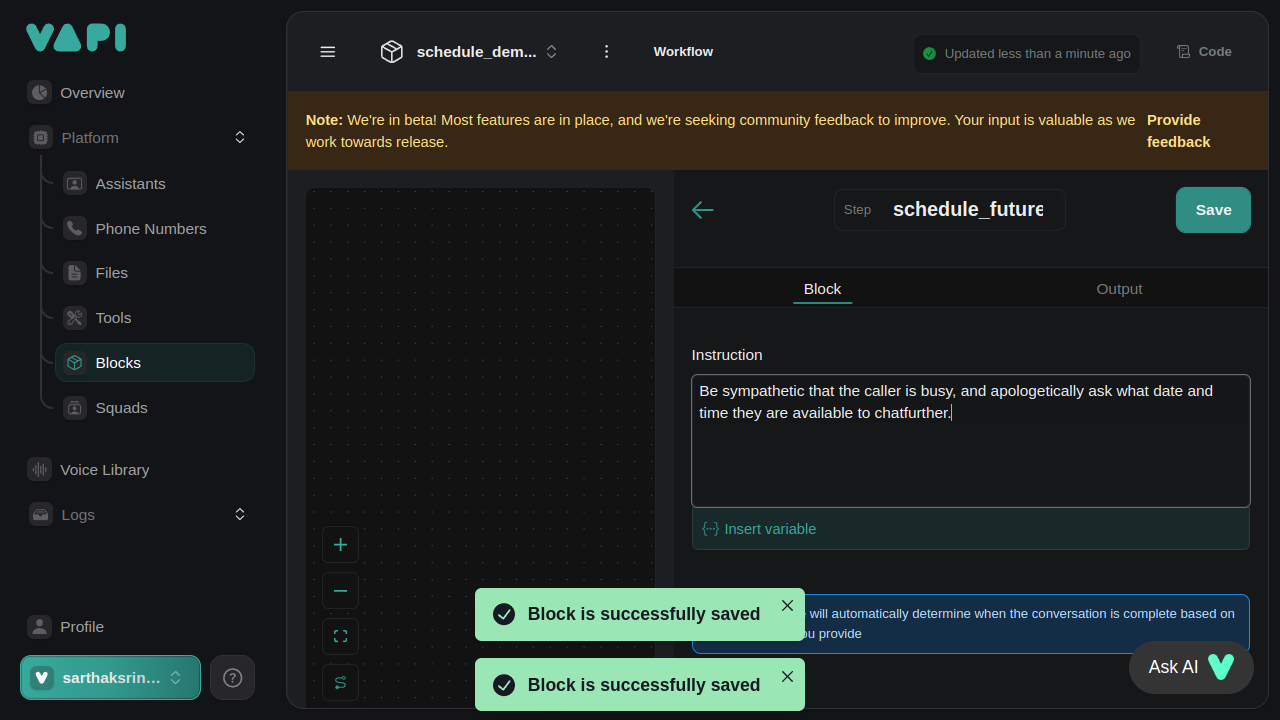 VAPI
Overview
Platform
Assistants
Phone Numbers
Files
Tools
Blocks
Squads
Voice Library
Logs
Profile
sarthaksrin...
schedule_dem...
Workflow
Updated less than a minute ago
Code
Note: We're in beta! Most features are in place, and we're seeking community feedback to improve. Your input is valuable as we
work towards release.
Provide
feedback
Step
schedule_future
Save
Block
Output
Instruction
Be sympathetic that the caller is busy, and apologetically ask what date and
time they are available to chatfurther.
{--} Insert variable
will automatically determine when the conversation is complete based on
ou provide
Block is successfully saved
Block is successfully saved
Ask AI